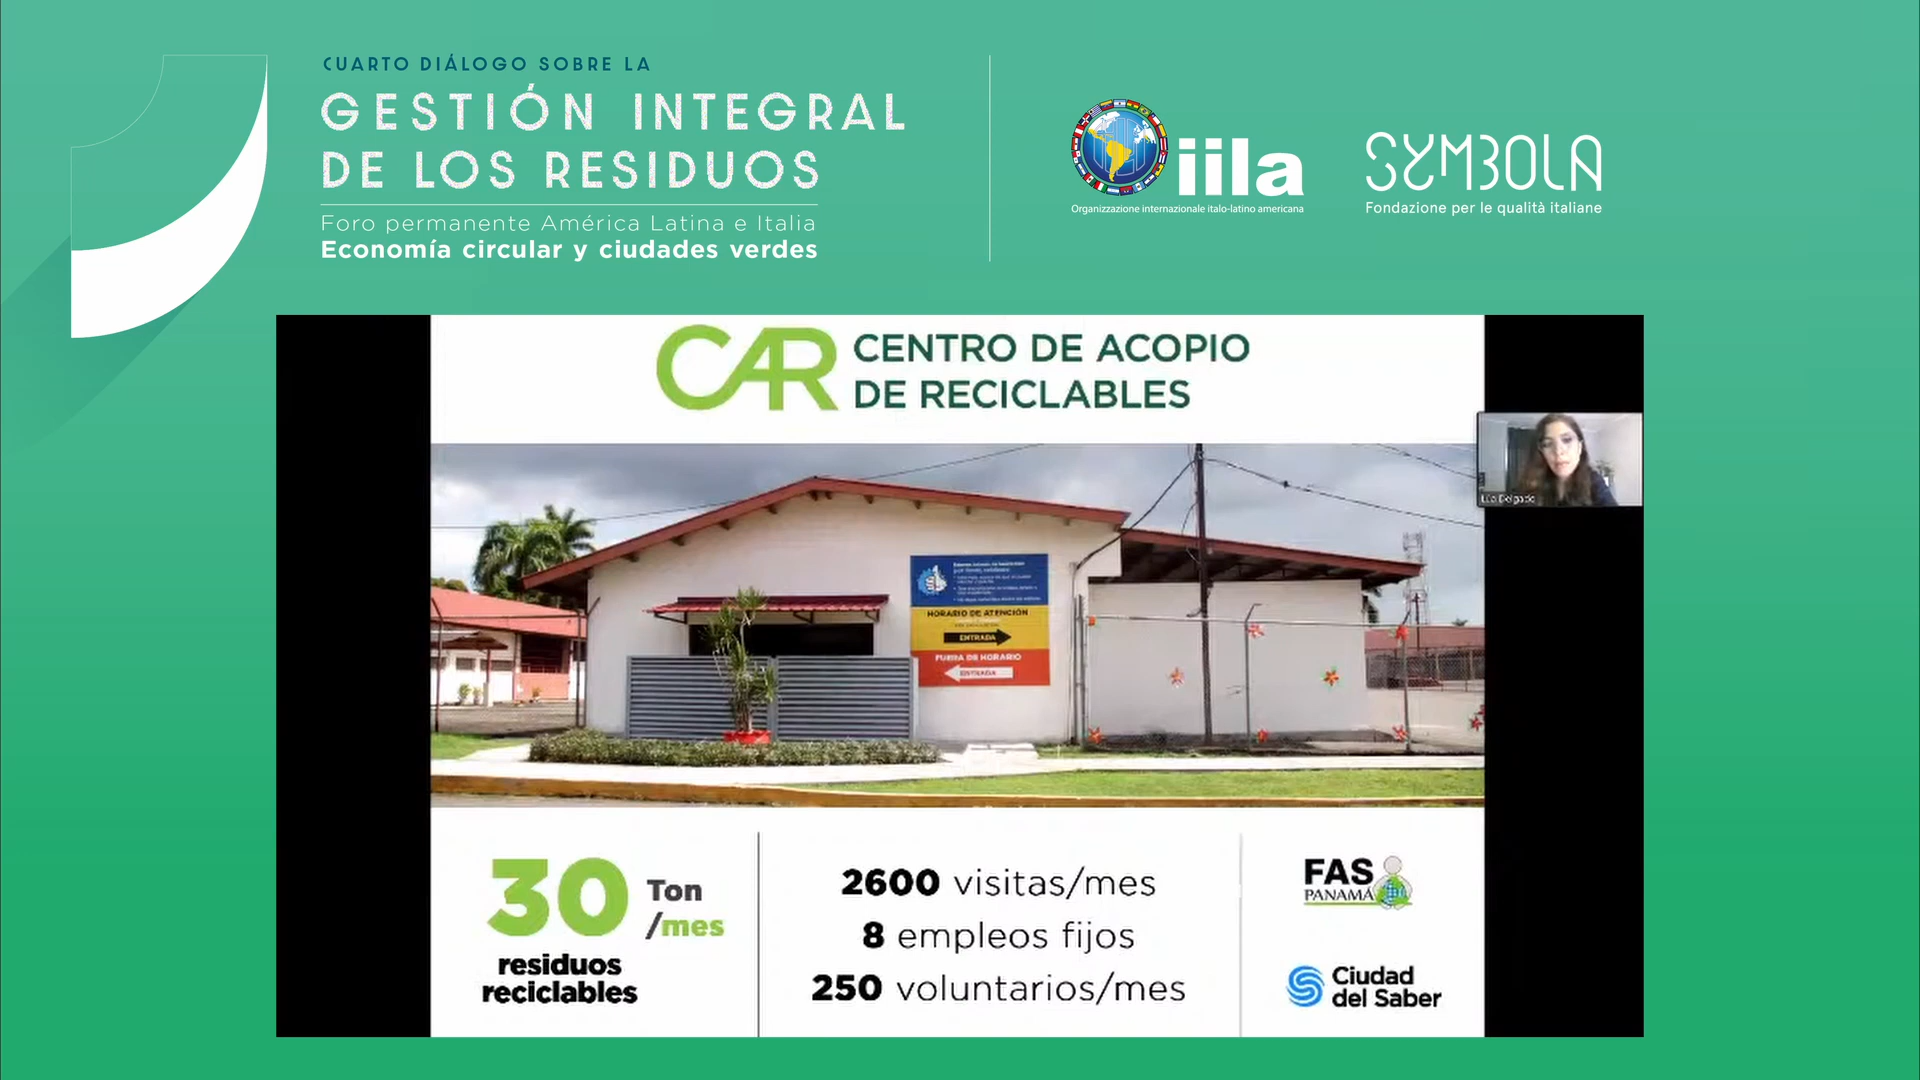 CUARTO DIÁLOGO SOBRE LA
GESTIÓN INTEGRAL
DE LOS RESIDUOS
Foro permanente América Latina e Italia
Economía circular y ciudades verdes
iila
Organizzazione internazionale italo-latino americana
SYMBOLA
Fondazione per le qualità italiane
CAR CENTRO DE ACOPIO
DE RECICLABLES
Delgado
HORARIO DE ATENCIÓN
ENTRADA
FUERA DE HORARIO
ENTRADA
30 Ton
/mes
residuos
reciclables
2600 visitas/mes
8 empleos fijos
250 voluntarios/mes
FAS
PANAMÁ
Ciudad
del Saber